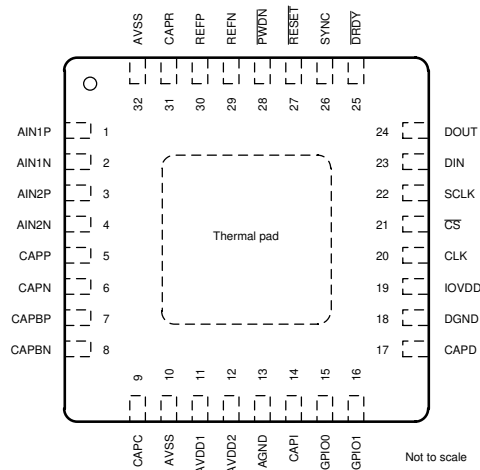 AVSS CAPR REFP REFN PWDN RESET SYNC DRDY
32 31 30 29 28 27 26 25
AIN1P 1 24 DOUT
AIN1N 2 23 DIN
AIN2P 3 22 SCLK
AIN2N 4 21 CS
Thermal pad
CAPP 5 20 CLK
CAPN 6 19 IOVDD
CAPBP 7 18 DGND
CAPBN 8 17 CAPD
9 10 11 12 13 14 15 16
CAPC AVSS AVDD1 AVDD2 AGND CAPI GPIO0 GPIO1
Not to scale